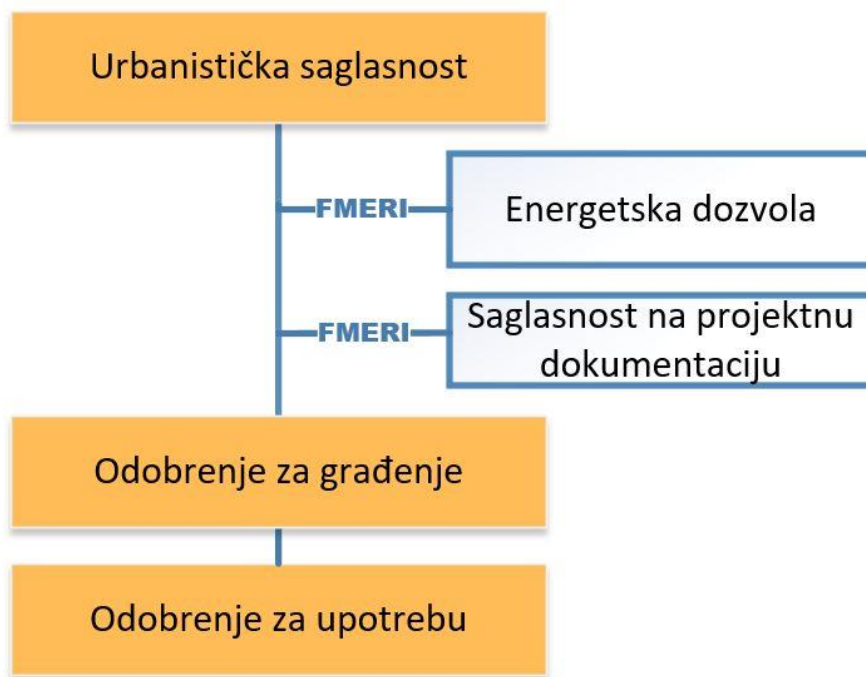 Urbanistička saglasnost
FMERI
Energetska dozvola
FMERI
Saglasnost na projektnu
dokumentaciju
Odobrenje za građenje
Odobrenje za upotrebu